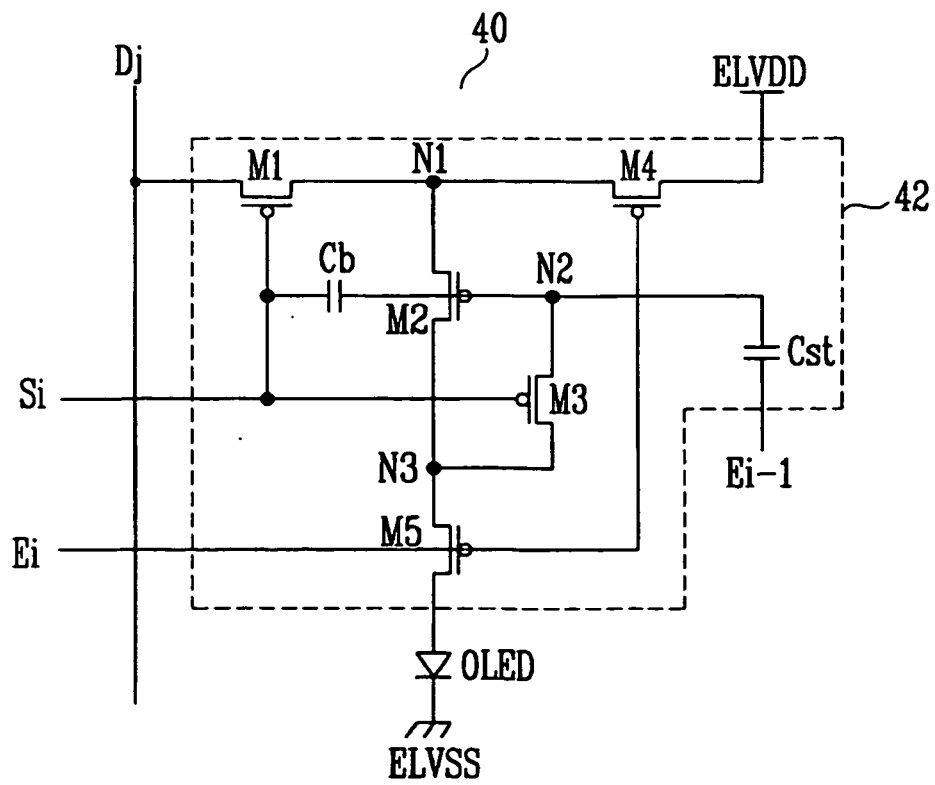 40
Dj
ELVDD
M1
N1
M4
42
Cb
N2
M2
Cst
Si
M3
N3
Ei-1
M5
Ei
OLED
ELVSS